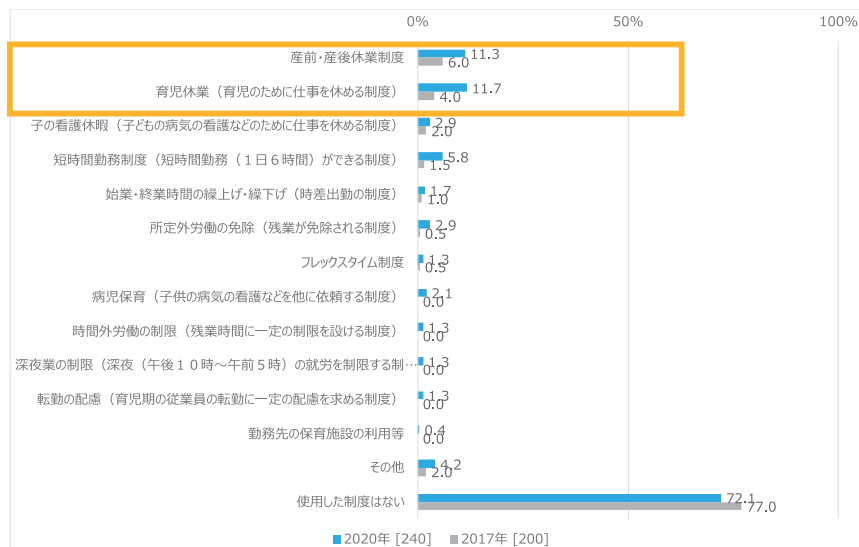 0% 50% 100%
産前・産後休業制度 11.3 6.0
育児休業（育児のために仕事を休める制度） 11.7 4.0
子の看護休暇（子どもの病気の看護などのために仕事を休める制度） 2.9 2.0
短時間勤務制度（短時間勤務（１日６時間）ができる制度） 5.8 1.5
始業・終業時間の繰上げ・繰下げ（時差出勤の制度） 1.7 1.0
所定外労働の免除（残業が免除される制度） 2.9 0.5
フレックスタイム制度 1.3 0.5
病児保育（子供の病気の看護などを他に依頼する制度） 2.1 0.0
時間外労働の制限（残業時間に一定の制限を設ける制度） 1.3 0.0
深夜業の制限（深夜（午後１０時～午前５時）の就労を制限する制… 1.3 0.0
転勤の配慮（育児期の従業員の転勤に一定の配慮を求める制度） 1.3 0.0
勤務先の保育施設の利用等 0.4 0.0
その他 4.2 2.0
使用した制度はない 72.1 77.0
2020年 [240] 2017年 [200]